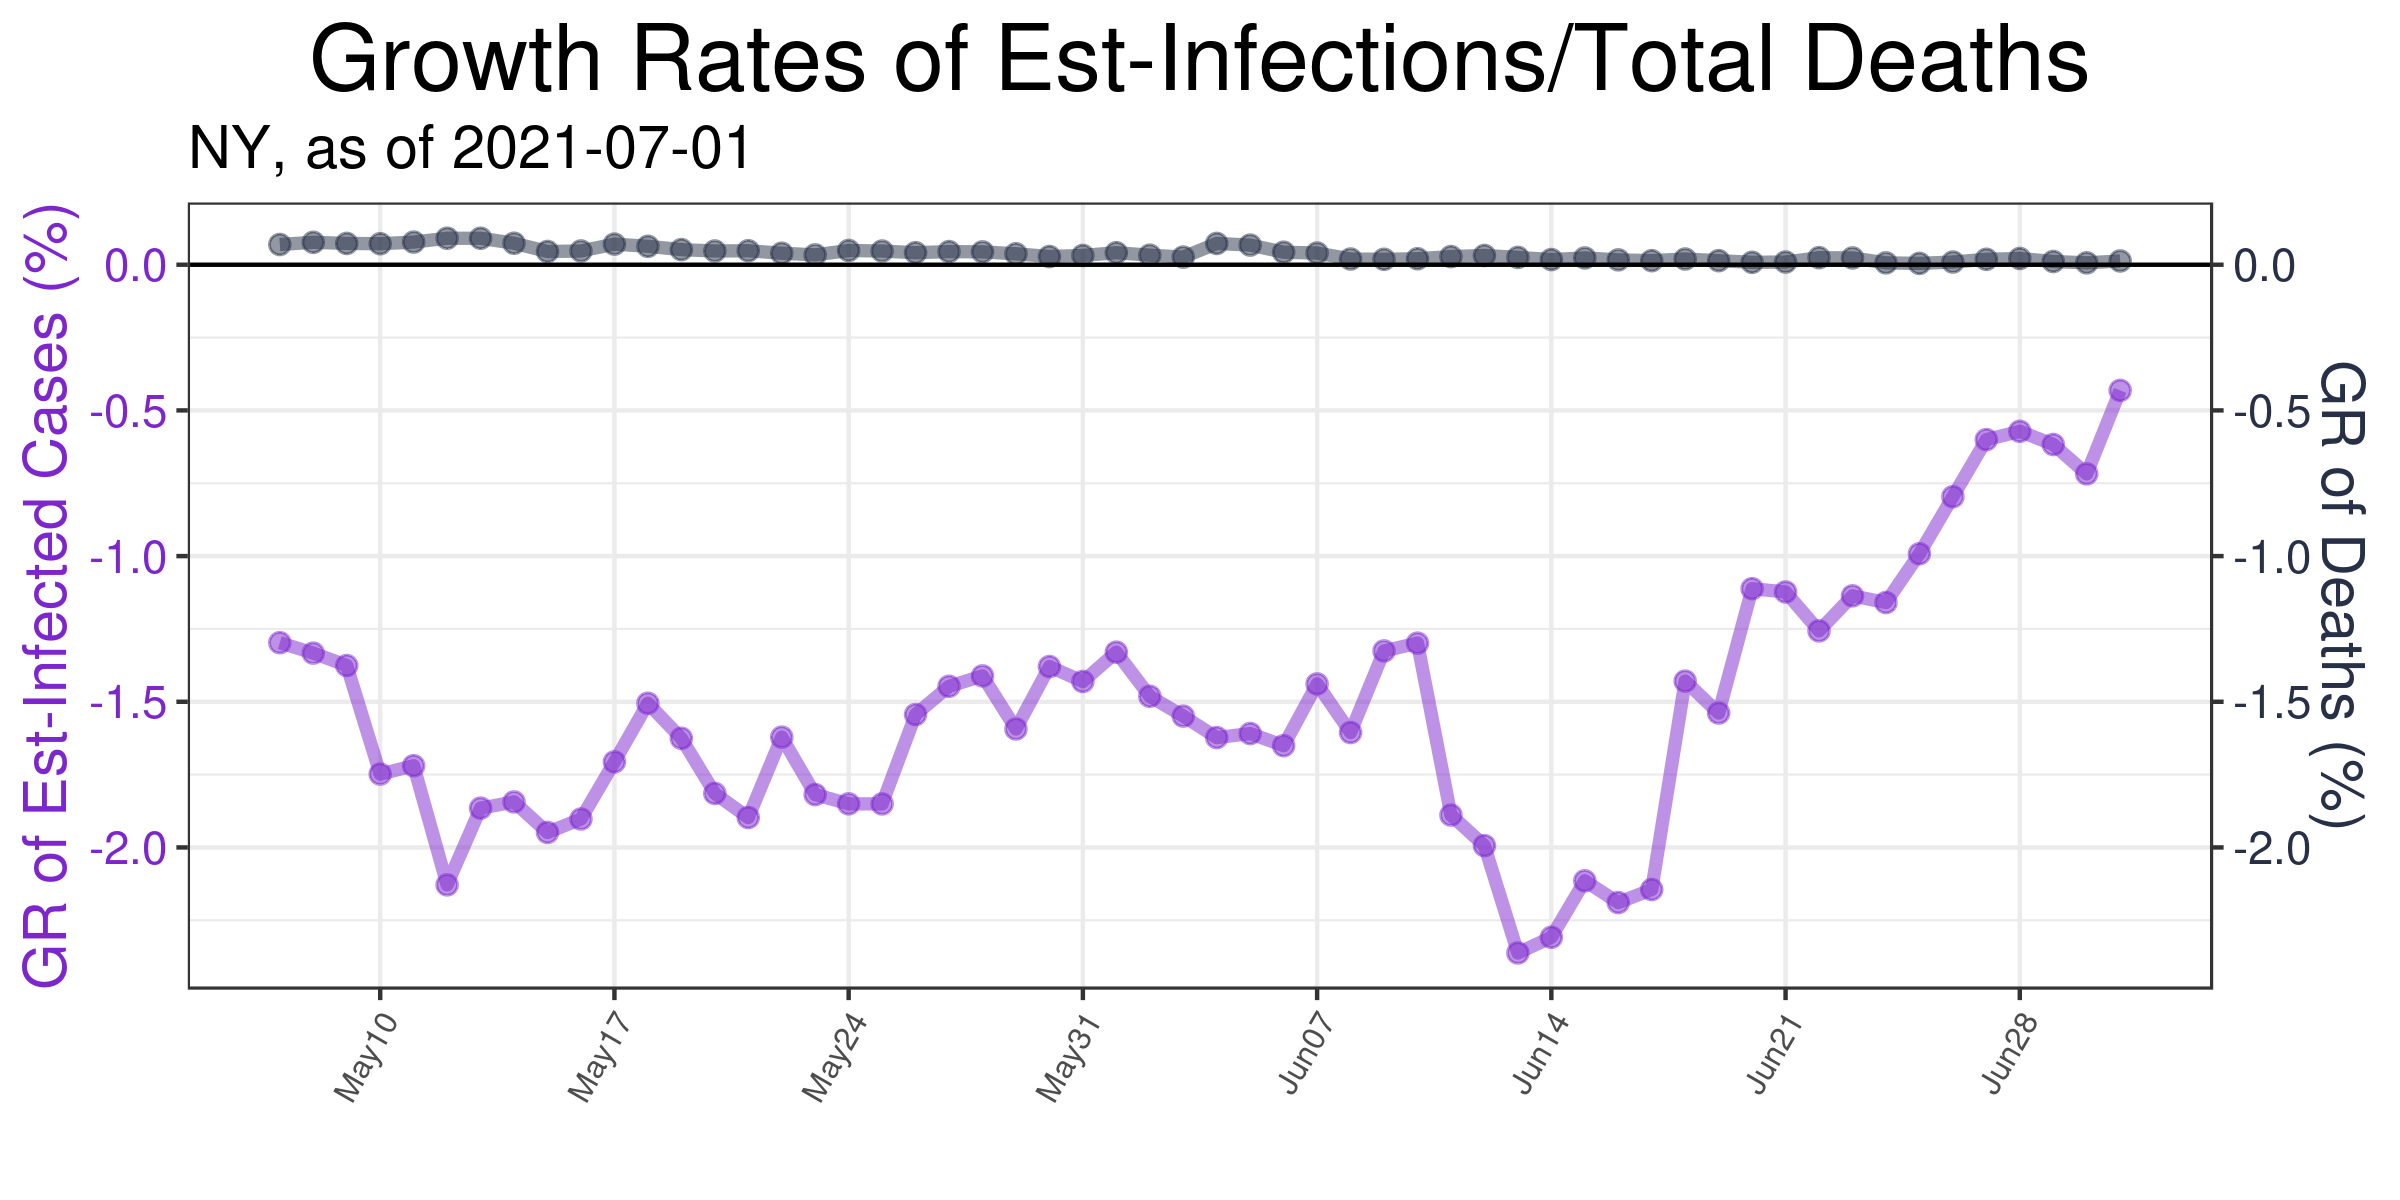 Growth Rates of Est-Infections/Total Deaths
NY, as of 2021-07-01
GR of Est-Infected Cases (%)
0.0
-0.5
-1.0
-1.5
-2.0
0.0
-0.5
-1.0
-1.5
-2.0
GR of Deaths (%)
May10
May17
May24
May31
Jun07
Jun14
Jun21
Jun28